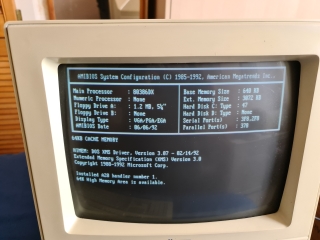 AMIBIOS System Configuration (C) 1985-1992, American Megatrends Inc.
Main Processor : 80386DX Base Memory Size : 640 KB
Numeric Processor : None Ext. Memory Size :
Floppy Drive A: : 1.2 MB, 5¼" Hard Disk C: Type : 47
Floppy Drive B: : None Hard Disk D: Type : None
Display Type : VGA/PGA/EGA Serial Port(s) : 3F8,2F8
AMIBIOS Date : 06/06/92 Parallel Port(s) : 378
64KB CACHE MEMORY
HIMEM: DOS XMS Driver, Version 3.07 - 02/14/92
Extended Memory Specification (XMS) Version 3.0
Copyright 1988-1992 Microsoft Corp.
Installed A20 handler number 1.
64K High Memory Area is available.